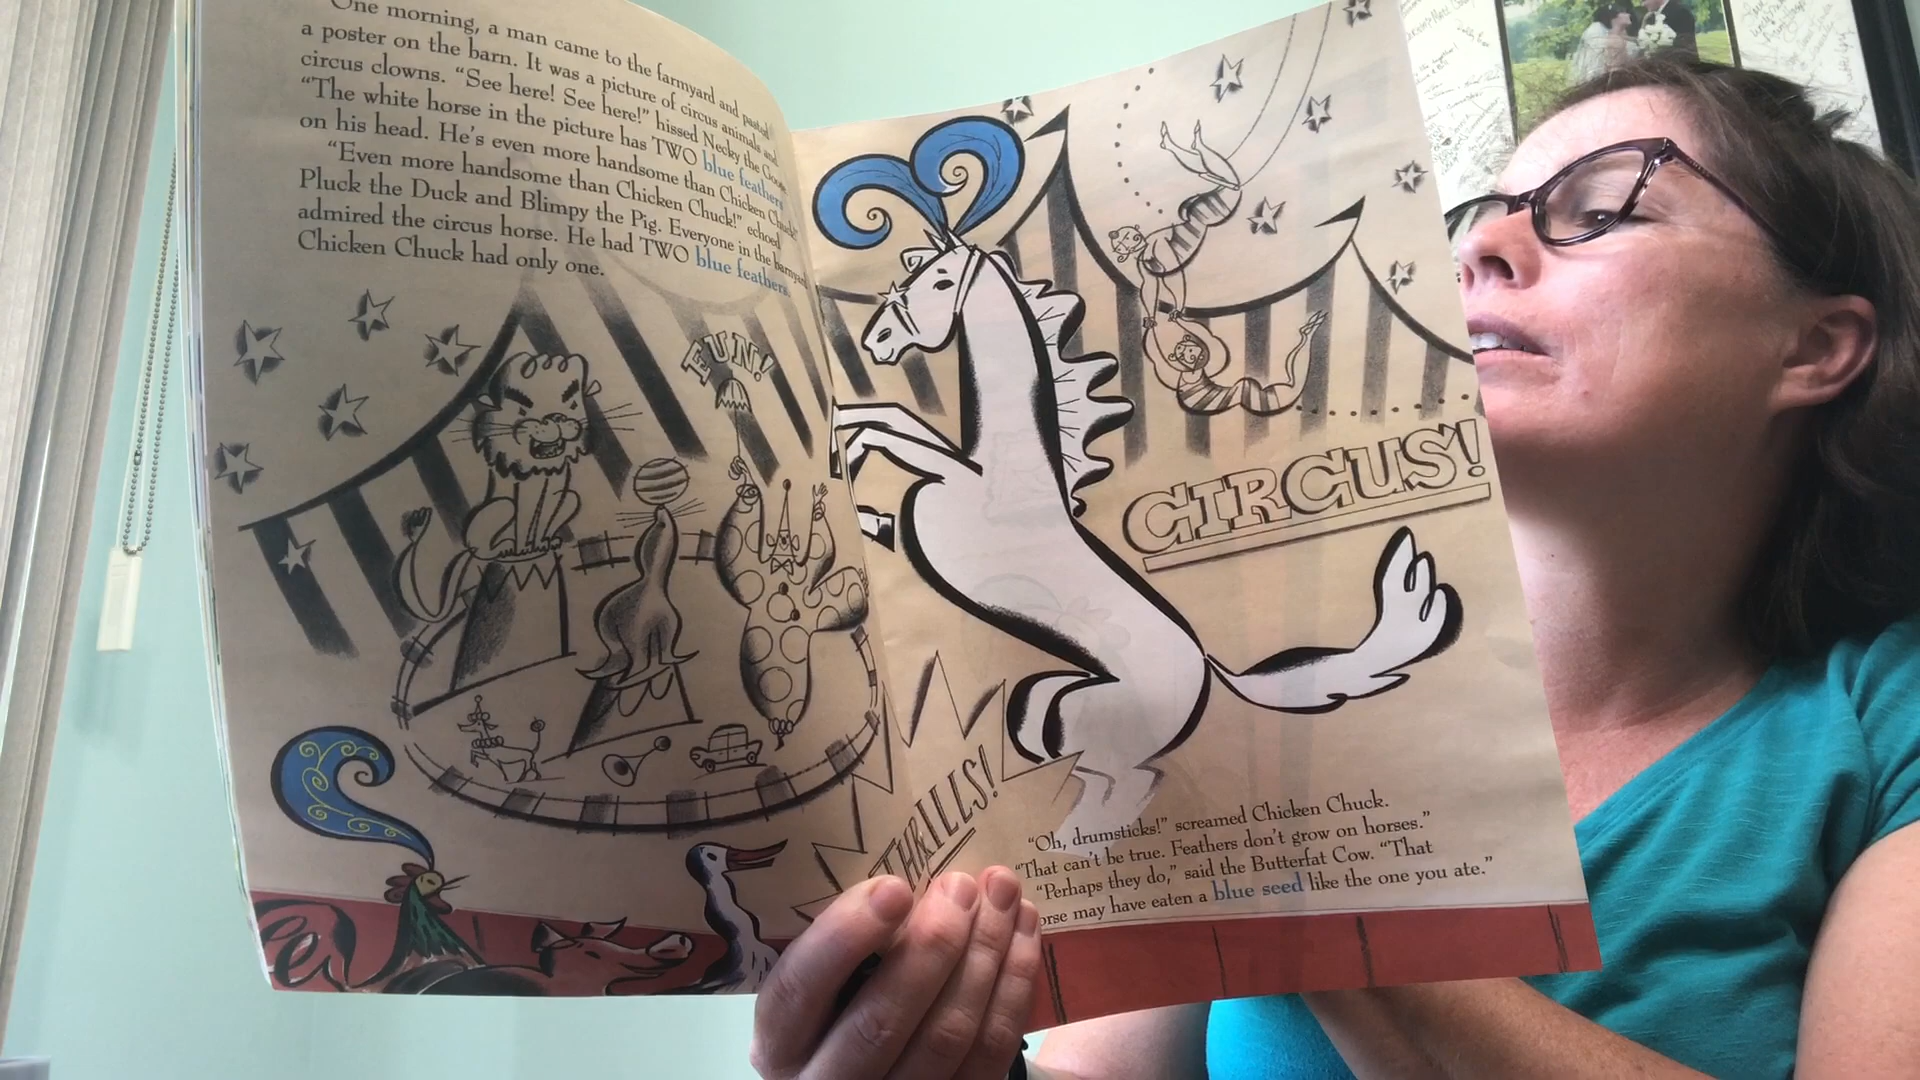 "One morning, a man came to the farmyard and pasted
a poster on the barn. It was a picture of circus animals and
circus clowns. "See here! See here!" hissed Necky the Goose.
"The white horse in the picture has TWO blue feathers
on his head. He's even more handsome than Chicken Chuck!"
"Even more handsome than Chicken Chuck!" echoed
Pluck the Duck and Blimpy the Pig. Everyone in the barnyard
admired the circus horse. He had TWO blue feathers.
Chicken Chuck had only one.
FUN!
CIRCUS!
THRILLS!
"Oh, drumsticks!" screamed Chicken Chuck.
"That can't be true. Feathers don't grow on horses."
"Perhaps they do," said the Butterfat Cow. "That
horse may have eaten a blue seed like the one you ate."